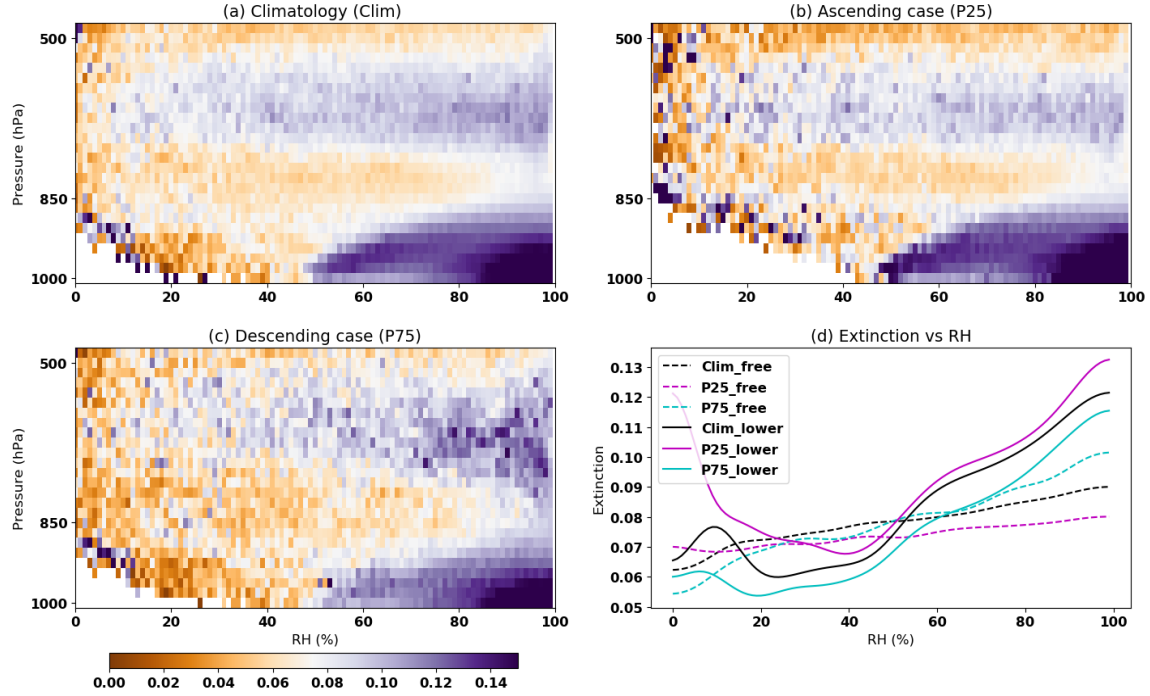 (a) Climatology (Clim)
(b) Ascending case (P25)
Pressure (hPa)
500
850
1000
0 20 40 60 80 100
500
850
1000
0 20 40 60 80 100
(c) Descending case (P75)
(d) Extinction vs RH
Pressure (hPa)
500
850
1000
0 20 40 60 80 100
RH (%)
Extinction
0.13
0.12
0.11
0.10
0.09
0.08
0.07
0.06
0.05
Clim_free
P25_free
P75_free
Clim_lower
P25_lower
P75_lower
0 20 40 60 80 100
RH (%)
0.00 0.02 0.04 0.06 0.08 0.10 0.12 0.14